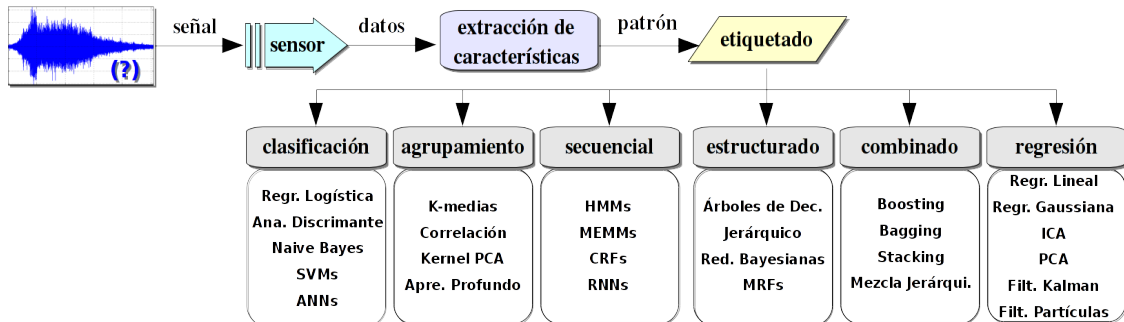 señal
datos
patrón
(?)
sensor
extracción de
características
etiquetado
clasificación
Regr. Logística
Ana. Discrimante
Naive Bayes
SVMs
ANNs
agrupamiento
K-medias
Correlación
Kernel PCA
Apre. Profundo
secuencial
HMMs
MEMMs
CRFs
RNNs
estructurado
Árboles de Dec.
Jerárquico
Red. Bayesianas
MRFs
combinado
Boosting
Bagging
Stacking
Mezcla Jerárqui.
regresión
Regr. Lineal
Regr. Gaussiana
ICA
PCA
Filt. Kalman
Filt. Partículas